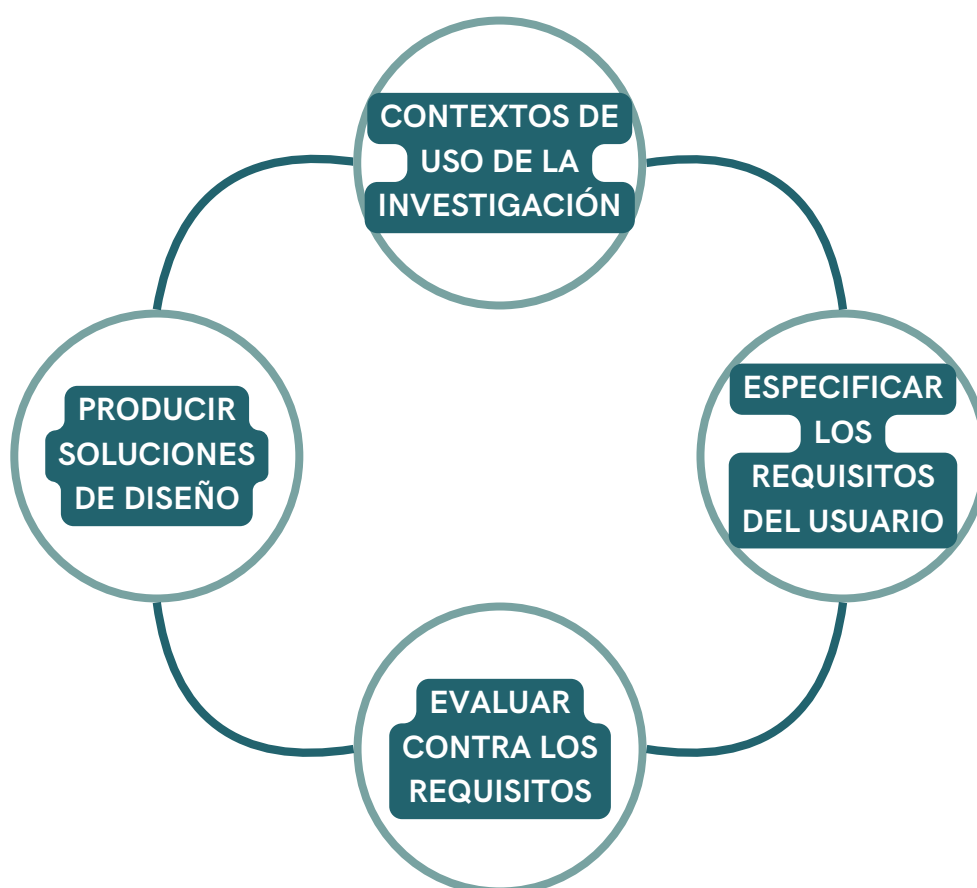 CONTEXTOS DE
USO DE LA
INVESTIGACIÓN
PRODUCIR
SOLUCIONES
DE DISEÑO
ESPECIFICAR
LOS
REQUISITOS
DEL USUARIO
EVALUAR
CONTRA LOS
REQUISITOS